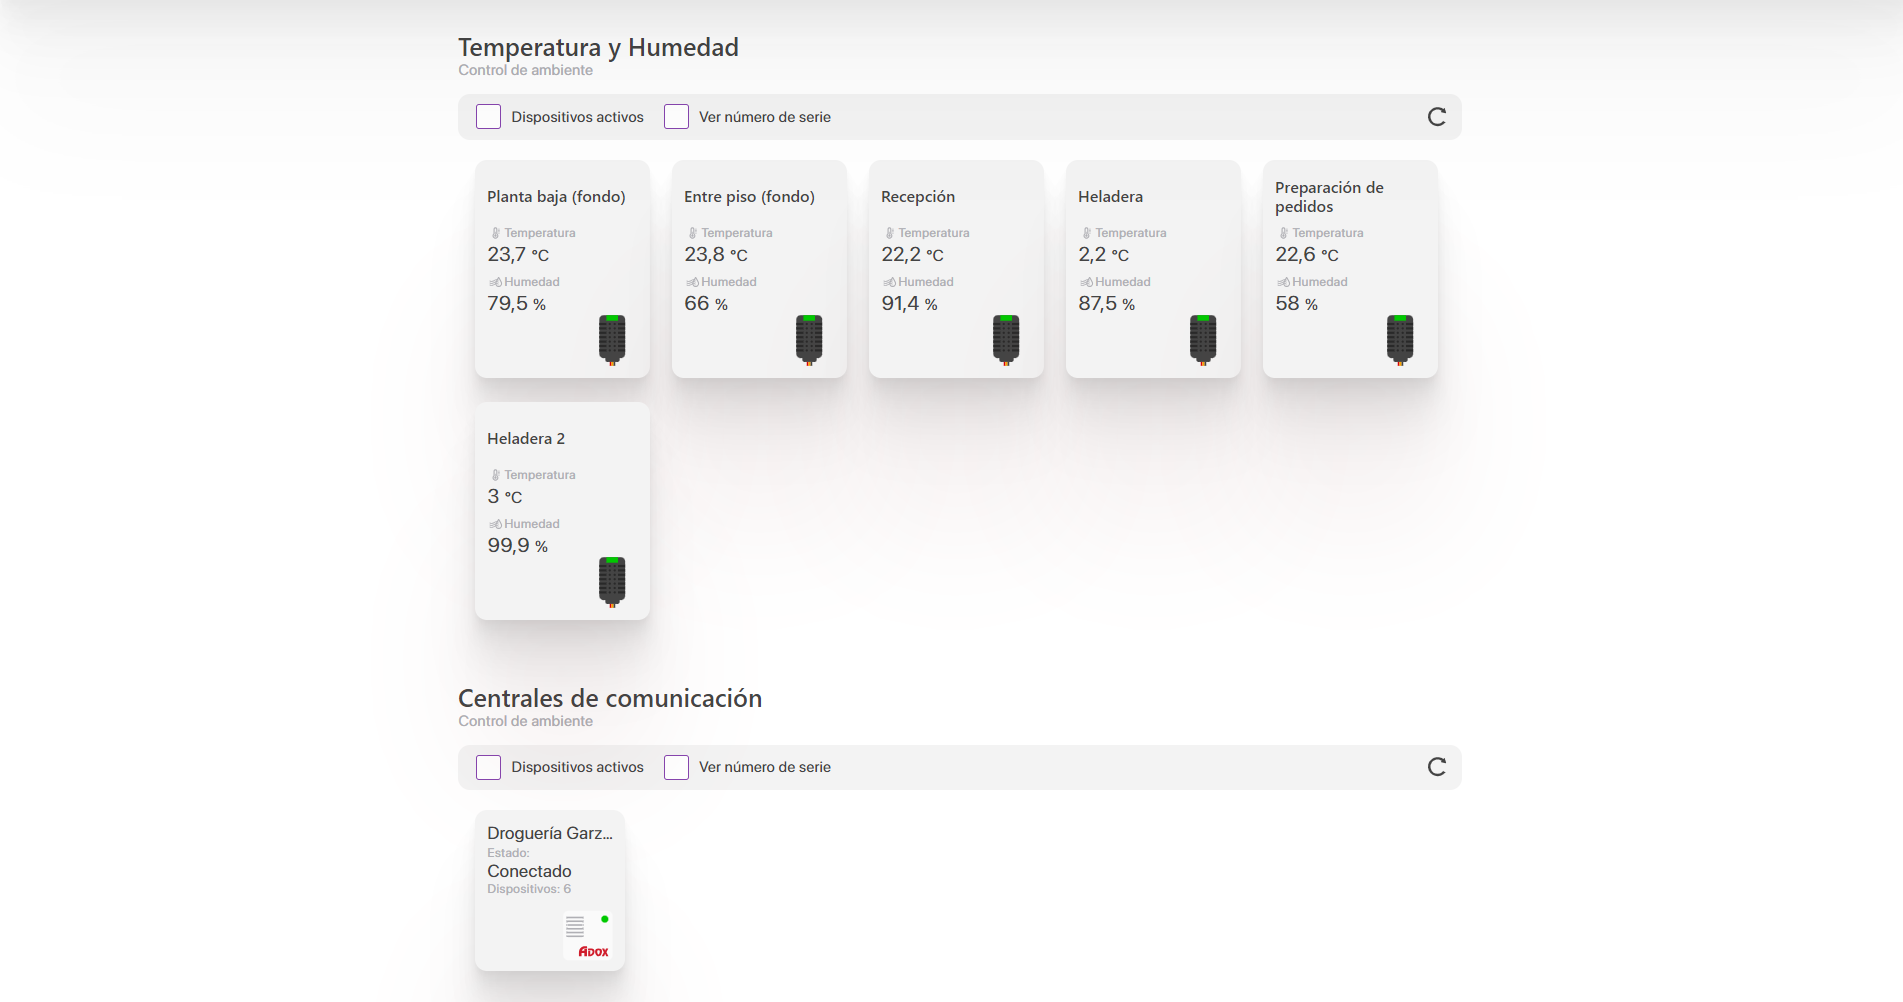 Temperatura y Humedad
Control de ambiente
Dispositivos activos
Ver número de serie
Planta baja (fondo)
Temperatura
23,7 °C
Humedad
79,5 %
Entre piso (fondo)
Temperatura
23,8 °C
Humedad
66 %
Recepción
Temperatura
22,2 °C
Humedad
91,4 %
Heladera
Temperatura
2,2 °C
Humedad
87,5 %
Preparación de
pedidos
Temperatura
22,6 °C
Humedad
58 %
Heladera 2
Temperatura
3 °C
Humedad
99,9 %
Centrales de comunicación
Control de ambiente
Dispositivos activos
Ver número de serie
Droguería Garz...
Estado:
Conectado
Dispositivos: 6
ADOX